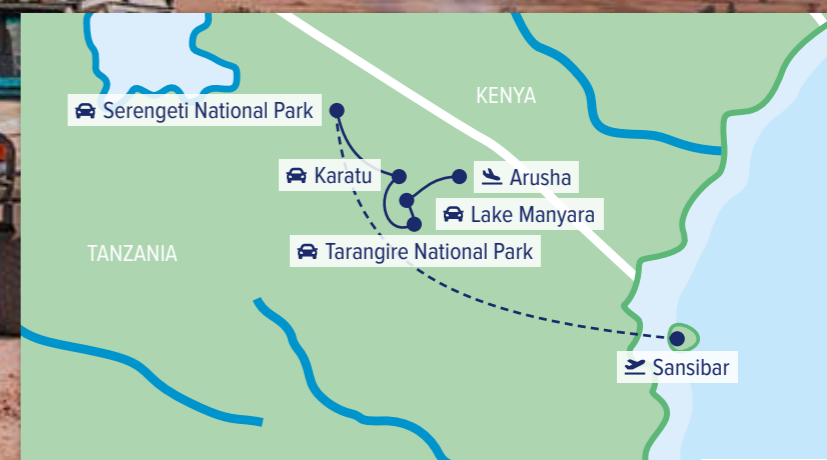 KENYA
Serengeti National Park
Karatu
Arusha
Lake Manyara
Tarangire National Park
TANZANIA
Sansibar